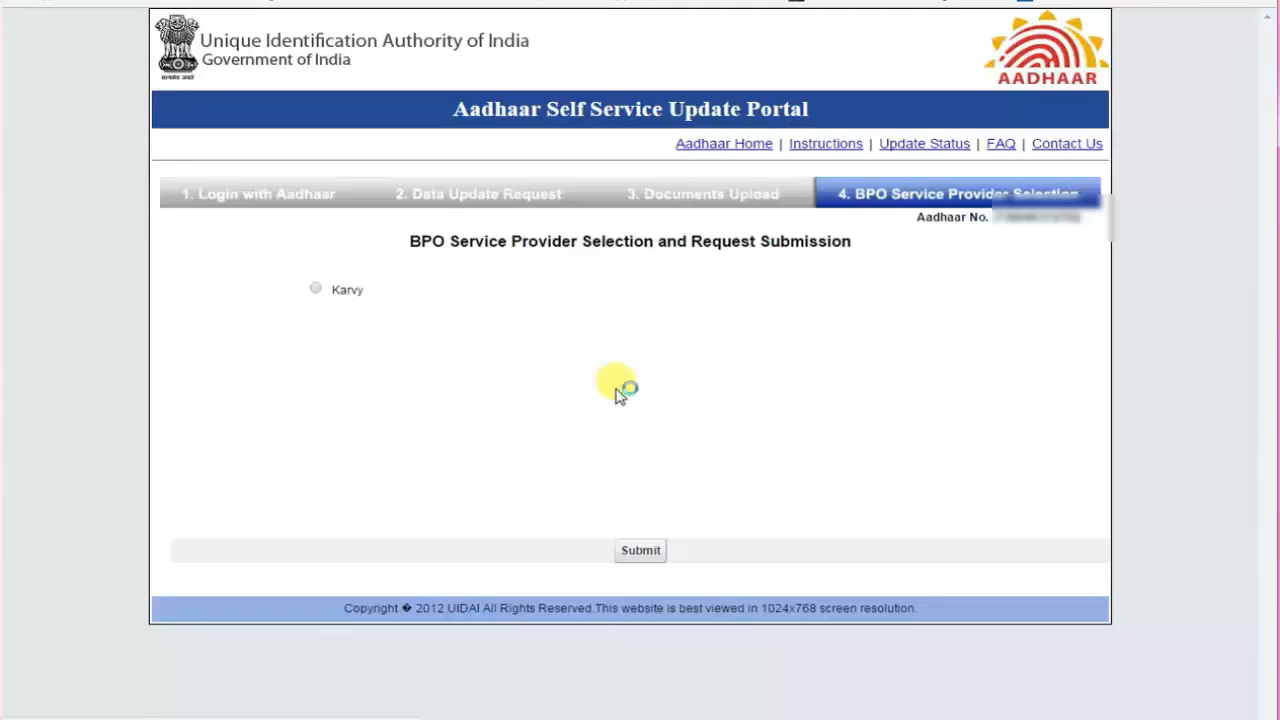 Unique Identification Authority of India
Government of India
सत्यमेव जयते
AADHAAR
Aadhaar Self Service Update Portal
Aadhaar Home | Instructions | Update Status | FAQ | Contact Us
1. Login with Aadhaar 2. Data Update Request 3. Documents Upload 4. BPO Service Provider Selection
Aadhaar No.
BPO Service Provider Selection and Request Submission
Karvy
Submit
Copyright � 2012 UIDAI All Rights Reserved.This website is best viewed in 1024x768 screen resolution.